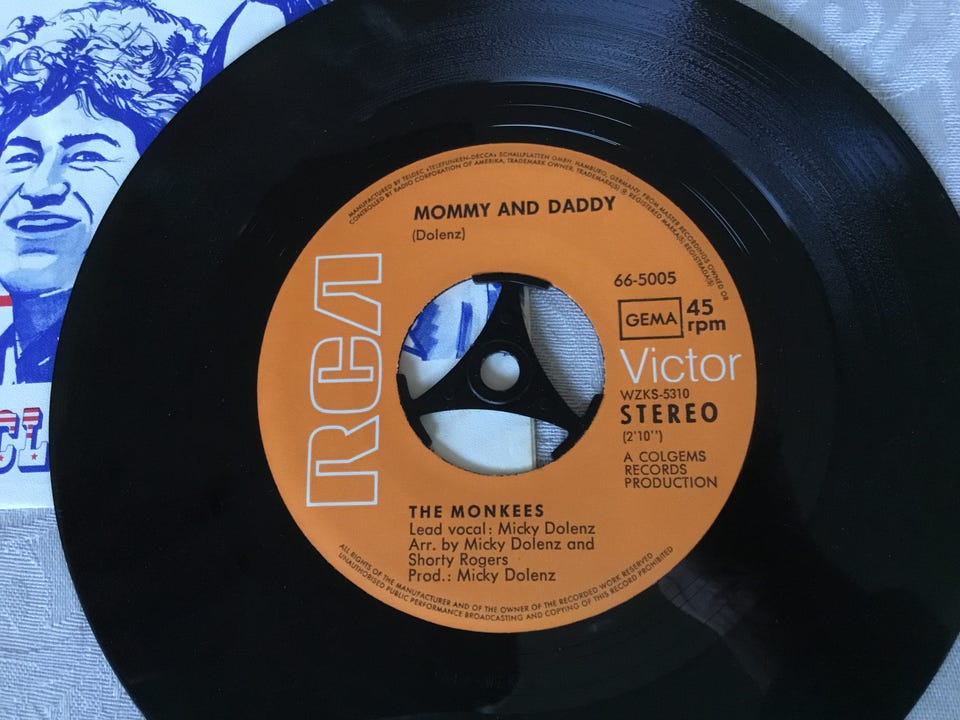 MANUFACTURED BY TELDEC »TELEFUNKEN-DECCA« SCHALLPLATTEN GMBH, HAMBURG, GERMANY, FROM MASTER RECORDINGS OWNED OR
CONTROLLED BY RADIO CORPORATION OF AMERIKA, TRADEMARK OWNER, TRADEMARK(S) ® REGISTERED MARKA(S) REGISTRADA(S)
MOMMY AND DADDY
(Dolenz)
RCA
66-5005
GEMA
45
rpm
Victor
WZKS-5310
STEREO
(2'10'')
A COLGEMS
RECORDS
PRODUCTION
THE MONKEES
Lead vocal: Micky Dolenz
Arr. by Micky Dolenz and
Shorty Rogers
Prod.: Micky Dolenz
ALL RIGHTS OF THE MANUFACTURER AND OF THE OWNER OF THE RECORDED WORK RESERVED
UNAUTHORISED PUBLIC PERFORMANCE BROADCASTING AND COPYING OF THIS RECORD PROHIBITED
CL